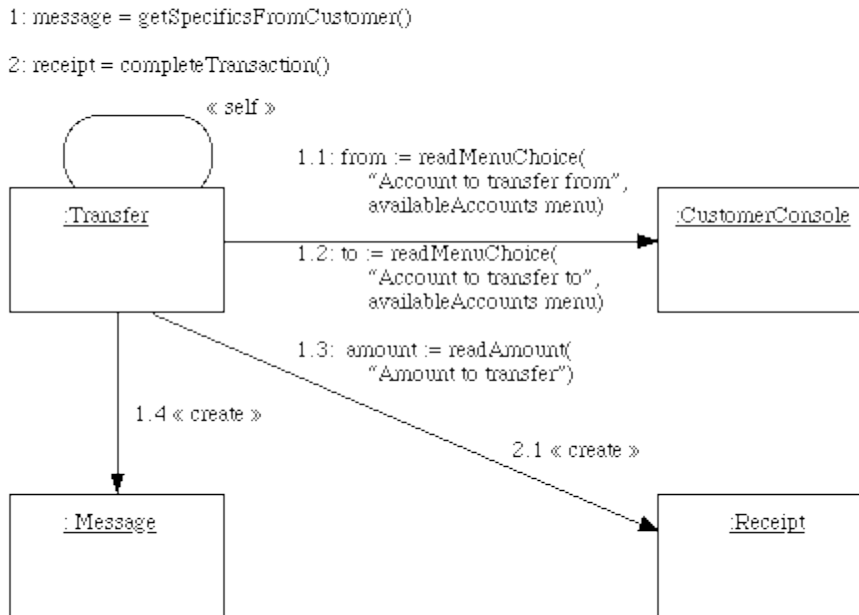 1: message = getSpecificsFromCustomer()
2: receipt = completeTransaction()
« self »
1.1: from := readMenuChoice(
“Account to transfer from”,
availableAccounts menu)
:Transfer
:CustomerConsole
1.2: to := readMenuChoice(
“Account to transfer to”,
availableAccounts menu)
1.3: amount := readAmount(
“Amount to transfer”)
1.4 « create »
2.1 « create »
: Message
:Receipt